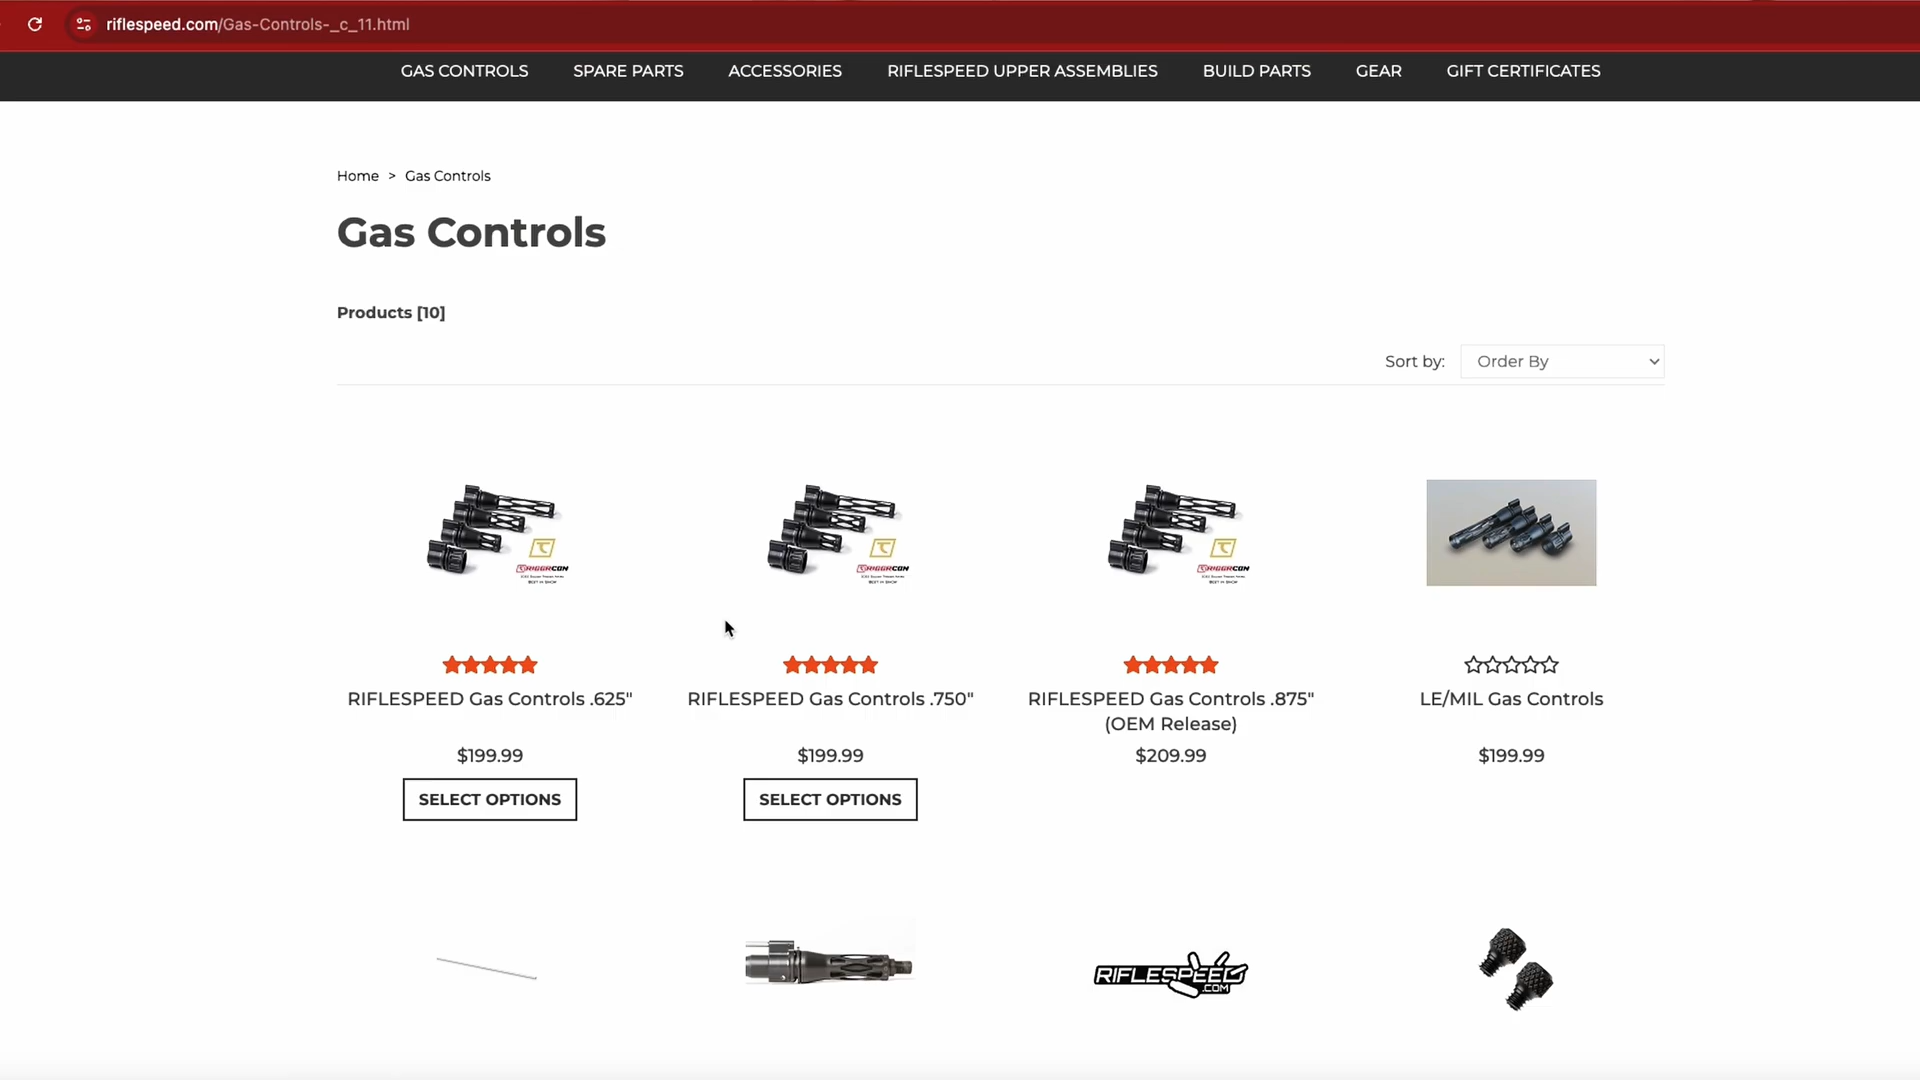 riflespeed.com/Gas-Controls-_c_11.html
GAS CONTROLS SPARE PARTS ACCESSORIES RIFLESPEED UPPER ASSEMBLIES BUILD PARTS GEAR GIFT CERTIFICATES
Home > Gas Controls
Gas Controls
Products [10]
Sort by: Order By
RIFLESPEED Gas Controls .625"
$199.99
SELECT OPTIONS
RIFLESPEED Gas Controls .750"
$199.99
SELECT OPTIONS
RIFLESPEED Gas Controls .875"
(OEM Release)
$209.99
LE/MIL Gas Controls
$199.99
RIFLESPEED
.COM